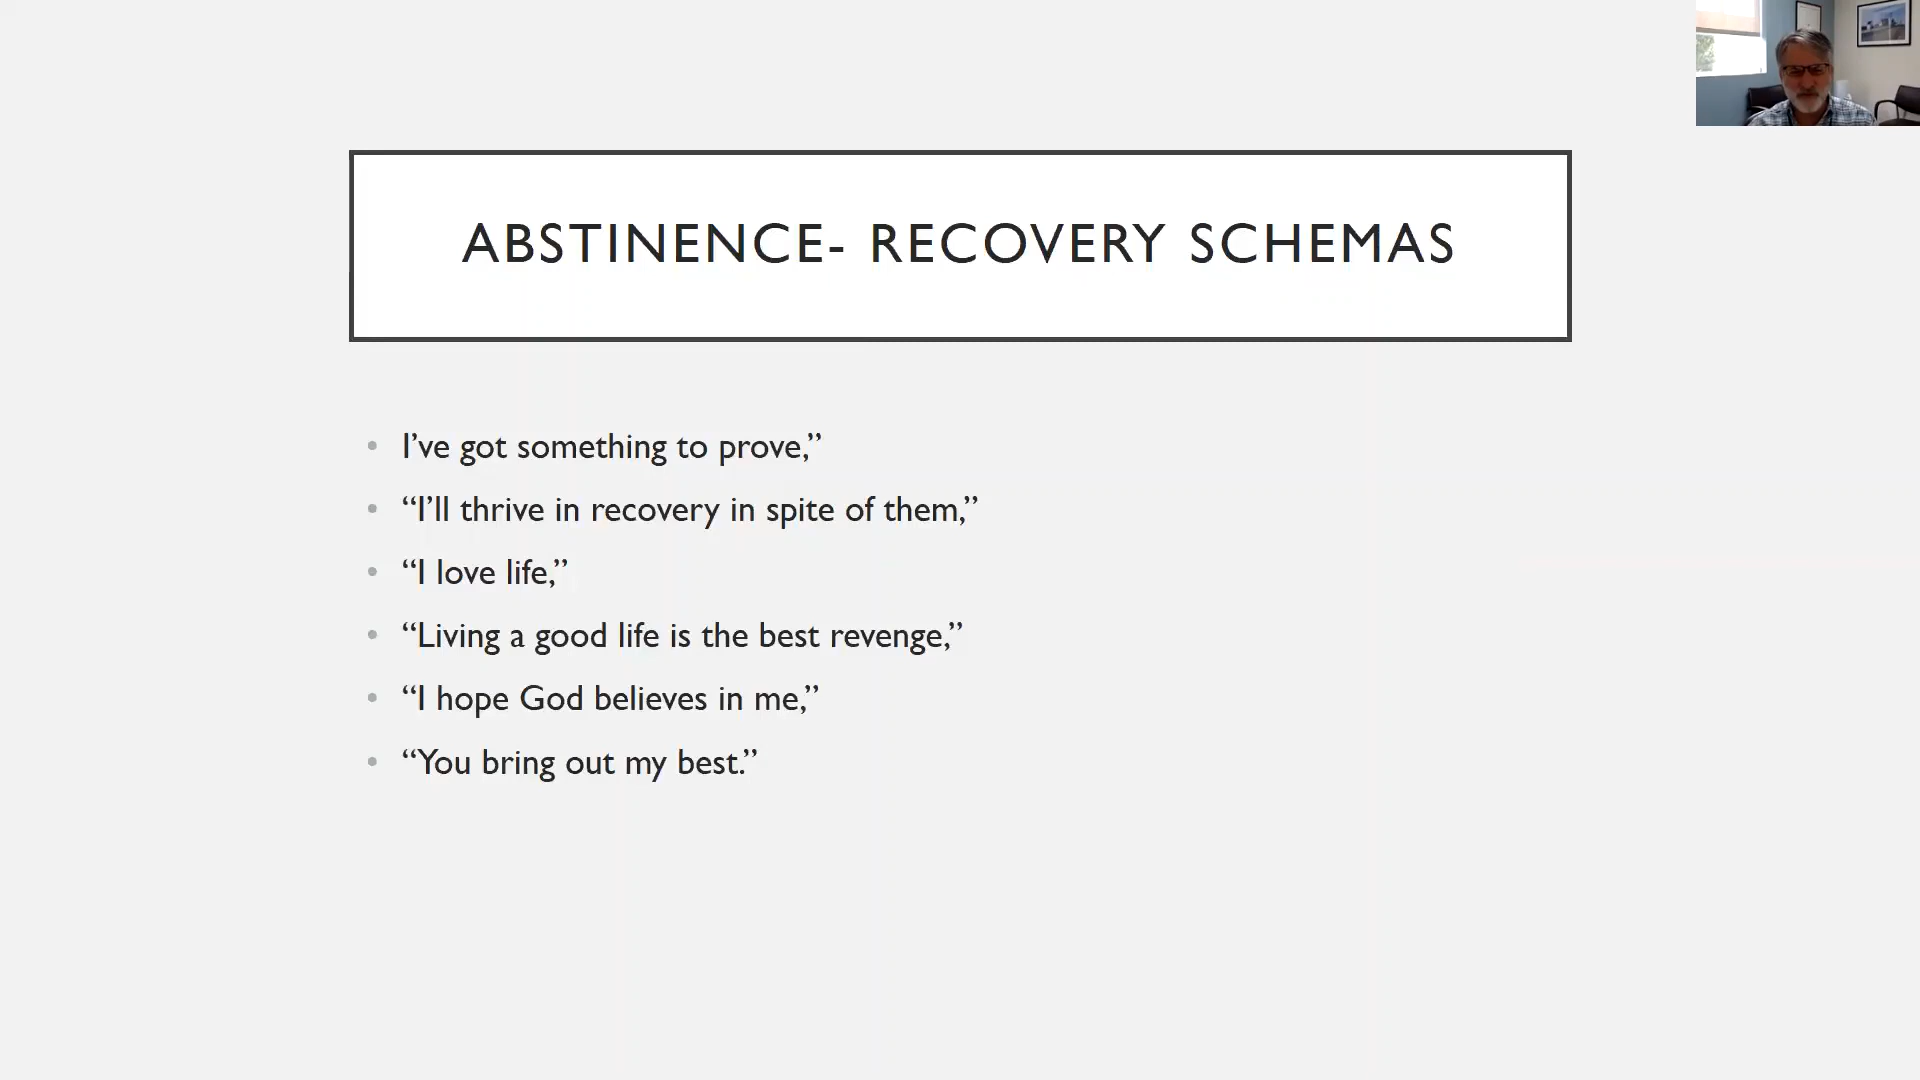 ABSTINENCE- RECOVERY SCHEMAS
• I’ve got something to prove,”
• “I’ll thrive in recovery in spite of them,”
• “I love life,”
• “Living a good life is the best revenge,”
• “I hope God believes in me,”
• “You bring out my best.”